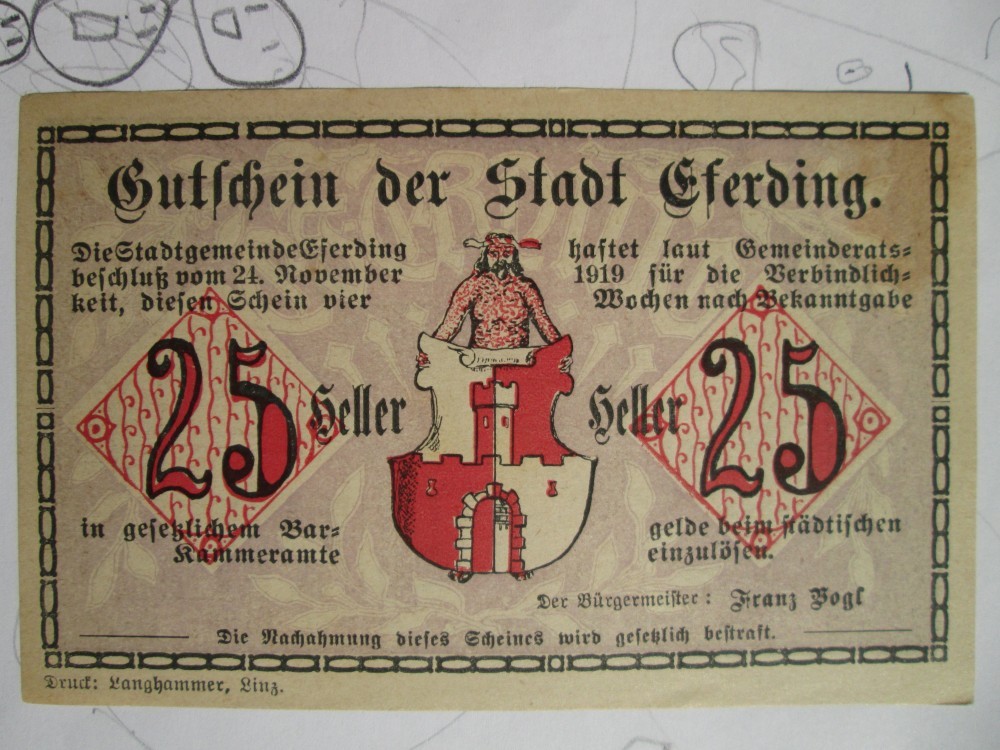 Gutschein der Stadt Eferding.
Die Stadtgemeinde Eferding haftet laut Gemeinderats=
beschluß vom 24. November 1919 für die Verbindlich=
keit, diesen Schein vier Wochen nach Bekanntgabe
25 Heller Heller 25
in gesetzlichem Bar= gelde beim städtischen
Kammeramte einzulösen.
Der Bürgermeister: Franz Vogl
Die Nachahmung dieses Scheines wird gesetzlich bestraft.
Druck: Langhammer, Linz.